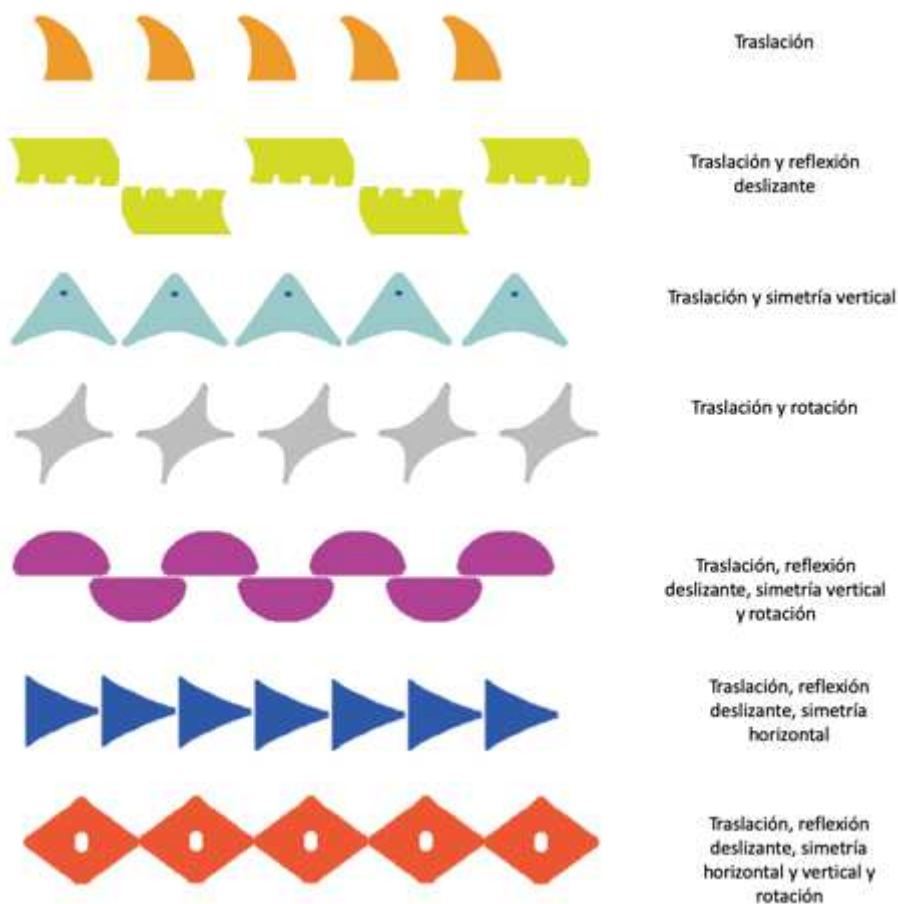 Traslación
Traslación y reflexión
deslizante
Traslación y simetría vertical
Traslación y rotación
Traslación, reflexión
deslizante, simetría vertical
y rotación
Traslación, reflexión
deslizante, simetría
horizontal
Traslación, reflexión
deslizante, simetría
horizontal y vertical y
rotación